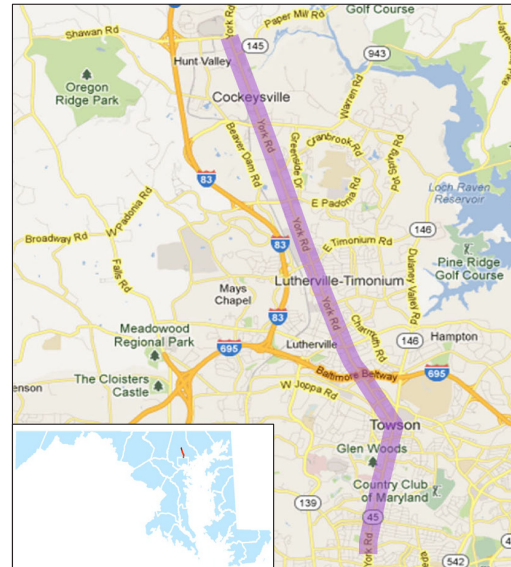 Golf Course
York Rd
Paper Mill Rd
Shawan Rd
145
943
Hunt Valley
Oregon
Ridge Park
Cockeysville
Warren Rd
Beaver Dam Rd
York Rd
Greenside Dr
Cranbrook Rd
Pot Spring Rd
83
Loch Raven
Reservoir
E Padonia Rd
W Padonia Rd
Broadway Rd
Falls Rd
83
York Rd
E Timonium Rd
146
Dulaney Valley Rd
Pine Ridge
Golf Course
Lutherville-Timonium
Mays
Chapel
83
York Rd
Charmuth Rd
Meadowood
Regional Park
695
Lutherville
146
Hampton
The Cloisters
Castle
Baltimore Beltway
695
enson
W Joppa Rd
Towson
Glen Woods
Country Club
of Maryland
139
45
York Rd
542